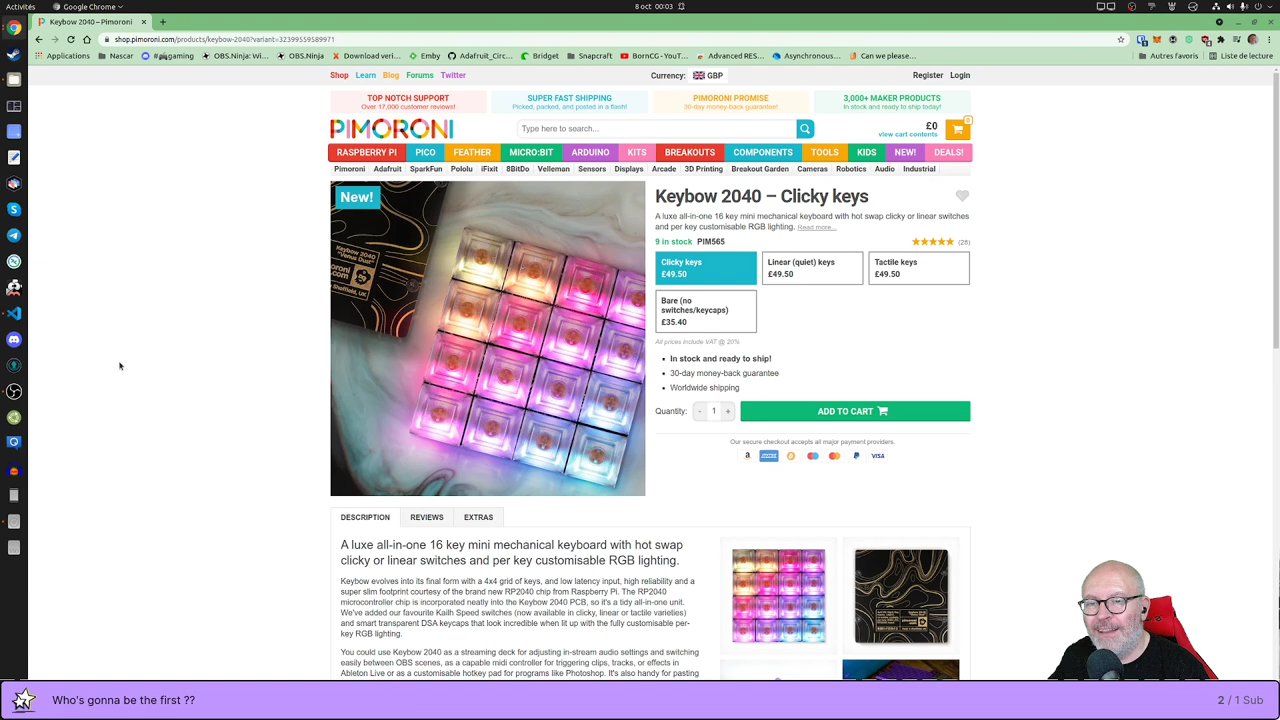 Activités
Google Chrome
8 oct 00:03
Keybow 2040 – Pimoroni
shop.pimoroni.com/products/keybow-2040?variant=32399559589971
Applications
Nascar
OBS.Ninja: Wi...
OBS.Ninja
Download veri...
Emby
Adafruit_Circ...
Bridget
Snapcraft
BornCG - YouT...
Advanced RES...
Asynchronous...
Can we please...
Autres favoris
Liste de lecture
Shop Learn Blog Forums Twitter
Currency: GBP
Register Login
TOP NOTCH SUPPORT
Over 17,000 customer reviews!
SUPER FAST SHIPPING
Picked, packed, and posted in a flash!
PIMORONI PROMISE
30-day money-back guarantee!
3,000+ MAKER PRODUCTS
In stock and ready to ship today!
PIMORONI
Type here to search...
£0
view cart contents
0
RASPBERRY PI PICO FEATHER MICRO:BIT ARDUINO KITS BREAKOUTS COMPONENTS TOOLS KIDS NEW! DEALS!
Pimoroni Adafruit SparkFun Pololu iFixit 8BitDo Velleman Sensors Displays Arcade 3D Printing Breakout Garden Cameras Robotics Audio Industrial
New!
Keybow 2040
"Venus Dust"
Keybow 2040 – Clicky keys
A luxe all-in-one 16 key mini mechanical keyboard with hot swap clicky or linear switches
and per key customisable RGB lighting. Read more...
9 in stock PIM565
(28)
Clicky keys
£49.50
Linear (quiet) keys
£49.50
Tactile keys
£49.50
Bare (no
switches/keycaps)
£35.40
All prices include VAT @ 20%
In stock and ready to ship!
30-day money-back guarantee
Worldwide shipping
Quantity: - 1 +
ADD TO CART
Our secure checkout accepts all major payment providers.
VISA
DESCRIPTION REVIEWS EXTRAS
A luxe all-in-one 16 key mini mechanical keyboard with hot swap
clicky or linear switches and per key customisable RGB lighting.
Keybow evolves into its final form with a 4x4 grid of keys, and low latency input, high reliability and a
super slim footprint courtesy of the brand new RP2040 chip from Raspberry Pi. The RP2040
microcontroller chip is incorporated neatly into the Keybow 2040 PCB, so it's a tidy all-in-one unit.
We've added our favourite Kailh Speed switches (now available in clicky, linear or tactile varieties)
and smart transparent DSA keycaps that look incredible when lit up with the fully customisable per-
key RGB lighting.
You could use Keybow 2040 as a streaming deck for adjusting in-stream audio settings and switching
easily between OBS scenes, as a capable midi controller for triggering clips, tracks, or effects in
Ableton Live or as a customisable hotkey pad for programs like Photoshop. It's also handy for pasting
Who's gonna be the first ??
2 / 1 Sub